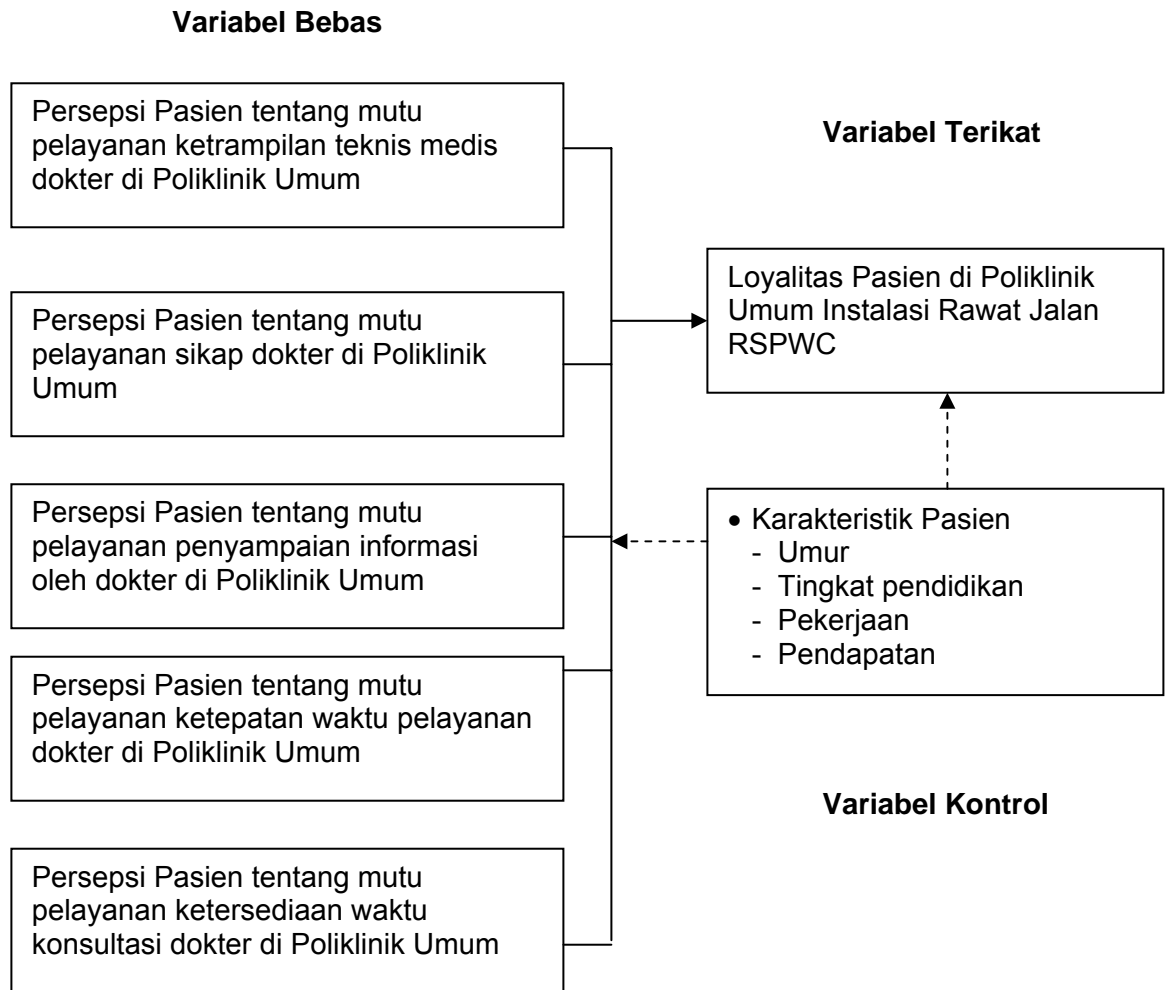 Variabel Bebas
Persepsi Pasien tentang mutu
pelayanan ketrampilan teknis medis
dokter di Poliklinik Umum
Persepsi Pasien tentang mutu
pelayanan sikap dokter di Poliklinik
Umum
Persepsi Pasien tentang mutu
pelayanan penyampaian informasi
oleh dokter di Poliklinik Umum
Persepsi Pasien tentang mutu
pelayanan ketepatan waktu pelayanan
dokter di Poliklinik Umum
Persepsi Pasien tentang mutu
pelayanan ketersediaan waktu
konsultasi dokter di Poliklinik Umum
Variabel Terikat
Loyalitas Pasien di Poliklinik
Umum Instalasi Rawat Jalan
RSPWC
• Karakteristik Pasien
- Umur
- Tingkat pendidikan
- Pekerjaan
- Pendapatan
Variabel Kontrol